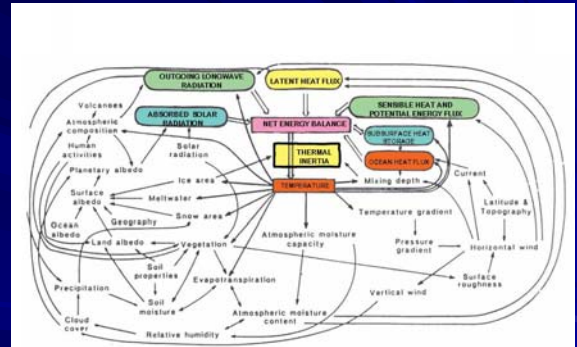 OUTGOING LONGWAVE
RADIATION
LATENT HEAT FLUX
SENSIBLE HEAT AND
POTENTIAL ENERGY FLUX
Volcanoes
ABSORBED SOLAR
RADIATION
Atmospheric
composition
NET ENERGY BALANCE
SUBSURFACE HEAT
STORAGE
Human
activities
Solar
radiation
THERMAL
INERTIA
OCEAN HEAT FLUX
Planetary albedo
Ice area
TEMPERATURE
Mixing depth
Current
Surface
albedo
Meltwater
Latitude &
Topography
Geography
Snow area
Temperature gradient
Ocean
albedo
Land albedo
Vegetation
Atmospheric moisture
capacity
Pressure
gradient
Horizontal wind
Soil
properties
Evapotranspiration
Surface
roughness
Precipitation
Soil
moisture
Vertical wind
Cloud
cover
Atmospheric moisture
content
Relative humidity